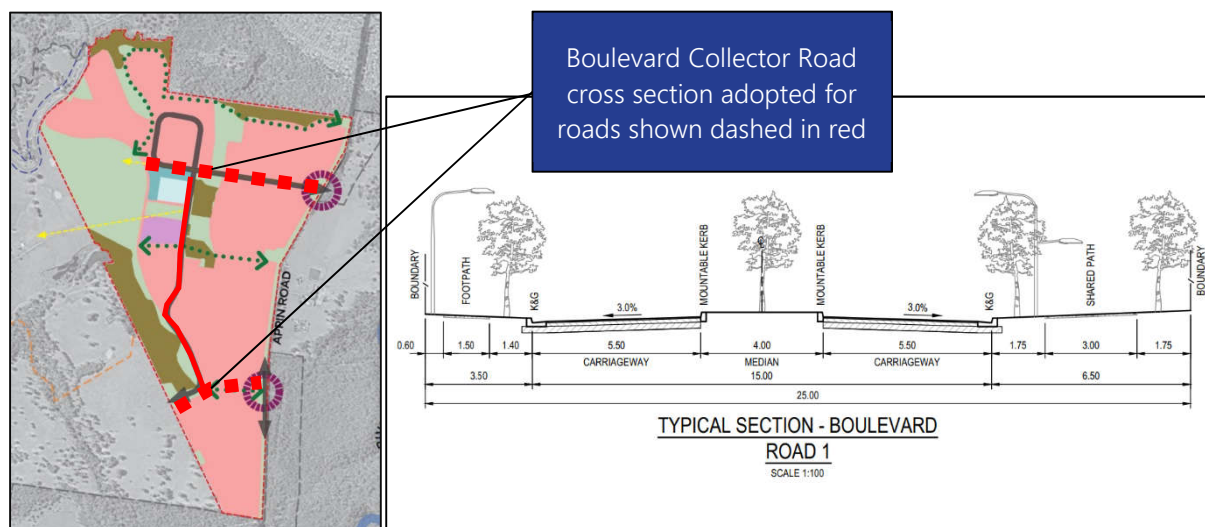 Boulevard Collector Road
cross section adopted for
roads shown dashed in red
APPIN ROAD
BOUNDARY
FOOTPATH
K&G
MOUNTABLE KERB
MOUNTABLE KERB
K&G
SHARED PATH
BOUNDARY
3.0%
3.0%
0.60 1.50 1.40 5.50 4.00 5.50 1.75 3.00 1.75
CARRIAGEWAY MEDIAN CARRIAGEWAY
3.50 15.00 6.50
25.00
TYPICAL SECTION - BOULEVARD
ROAD 1
SCALE 1:100